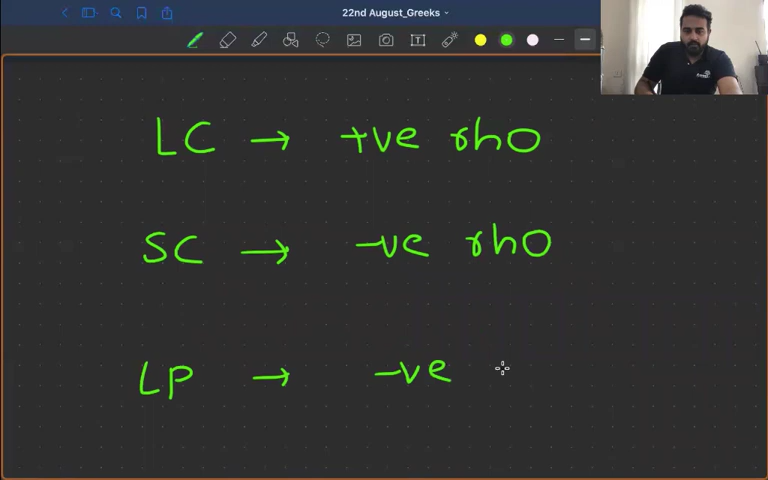 22nd August_Greeks
LC → +ve rho
SC → -ve rho
LP → -ve